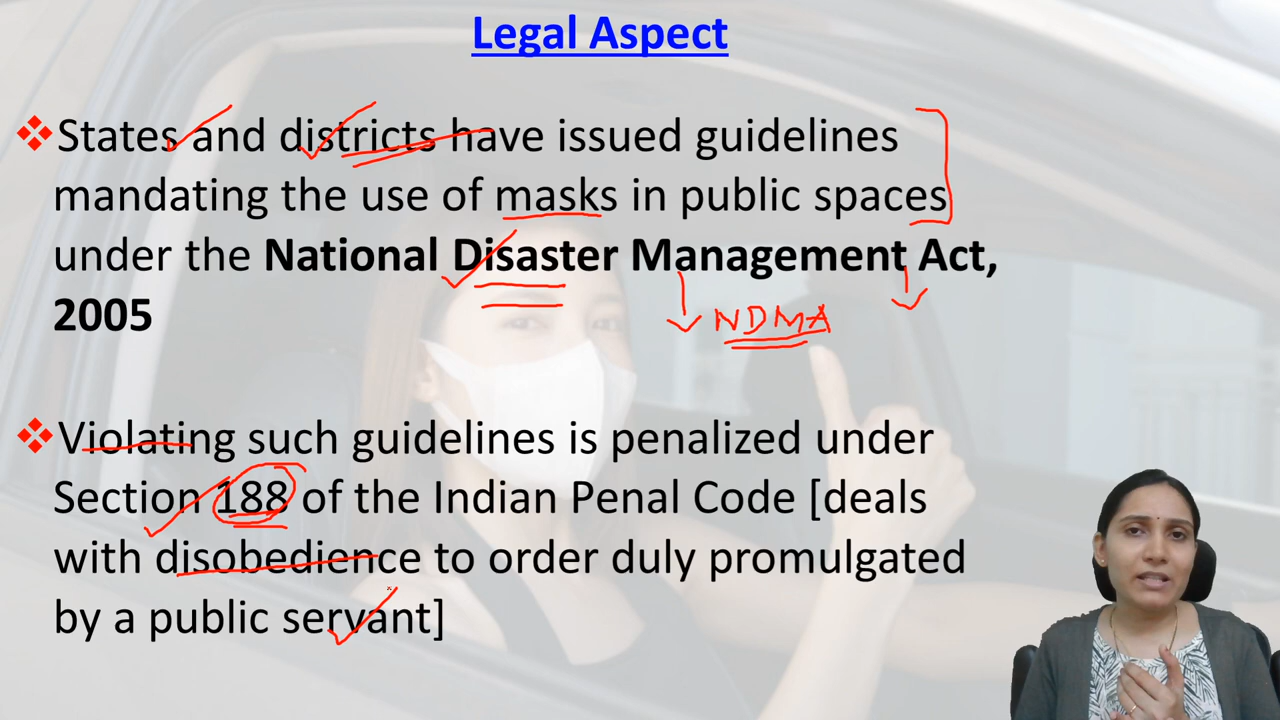 Legal Aspect
States and districts have issued guidelines
mandating the use of masks in public spaces
under the National Disaster Management Act,
2005
NDMA
Violating such guidelines is penalized under
Section 188 of the Indian Penal Code [deals
with disobedience to order duly promulgated
by a public servant]